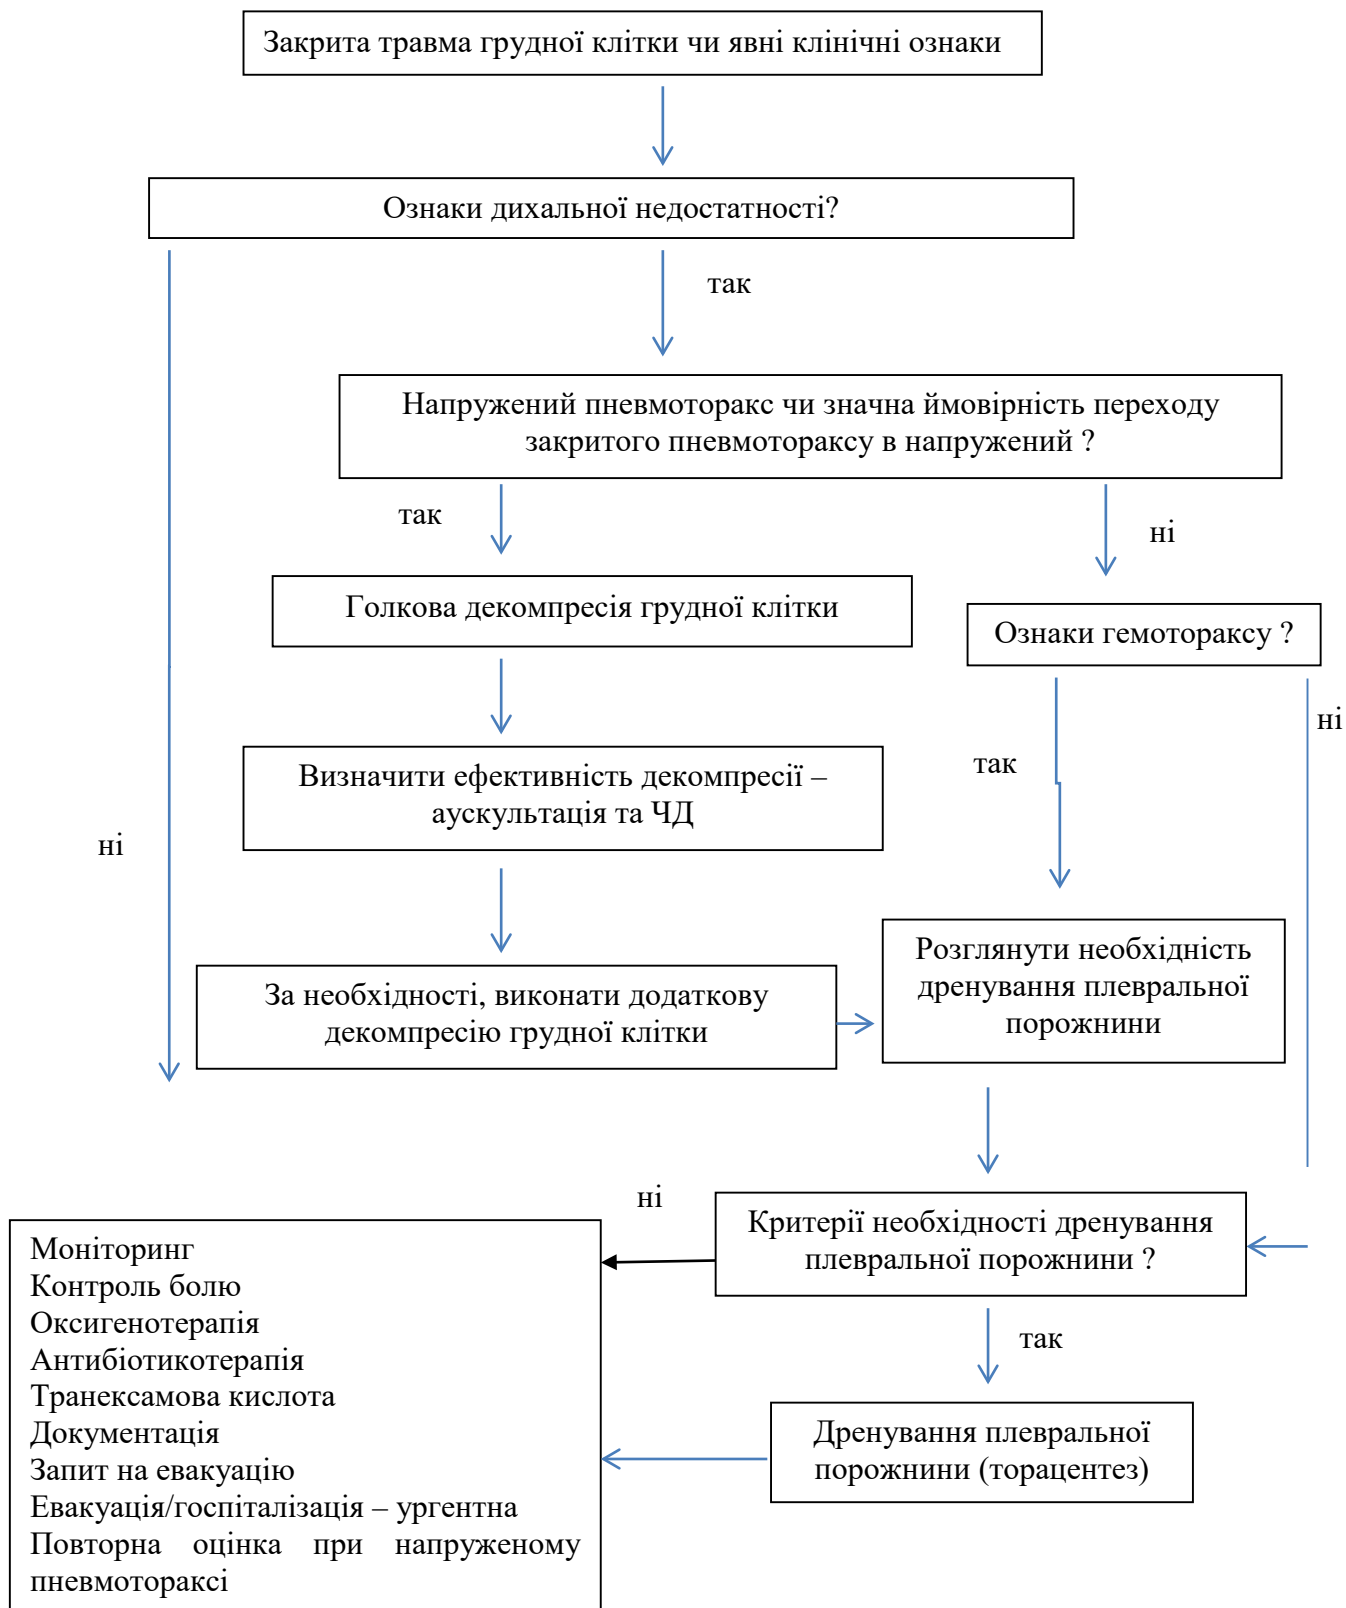 Закрита травма грудної клітки чи явні клінічні ознаки
Ознаки дихальної недостатності?
так
Напружений пневмоторакс чи значна ймовірність переходу
закритого пневмотораксу в напружений ?
так
ні
Голкова декомпресія грудної клітки
Ознаки гемотораксу ?
ні
Визначити ефективність декомпресії –
аускультація та ЧД
так
ні
Розглянути необхідність
дренування плевральної
порожнини
За необхідності, виконати додаткову
декомпресію грудної клітки
ні
Критерії необхідності дренування
плевральної порожнини ?
так
Дренування плевральної
порожнини (торацентез)
Моніторинг
Контроль болю
Оксигенотерапія
Антибіотикотерапія
Транексамова кислота
Документація
Запит на евакуацію
Евакуація/госпіталізація – ургентна
Повторна оцінка при напруженому
пневмотораксі